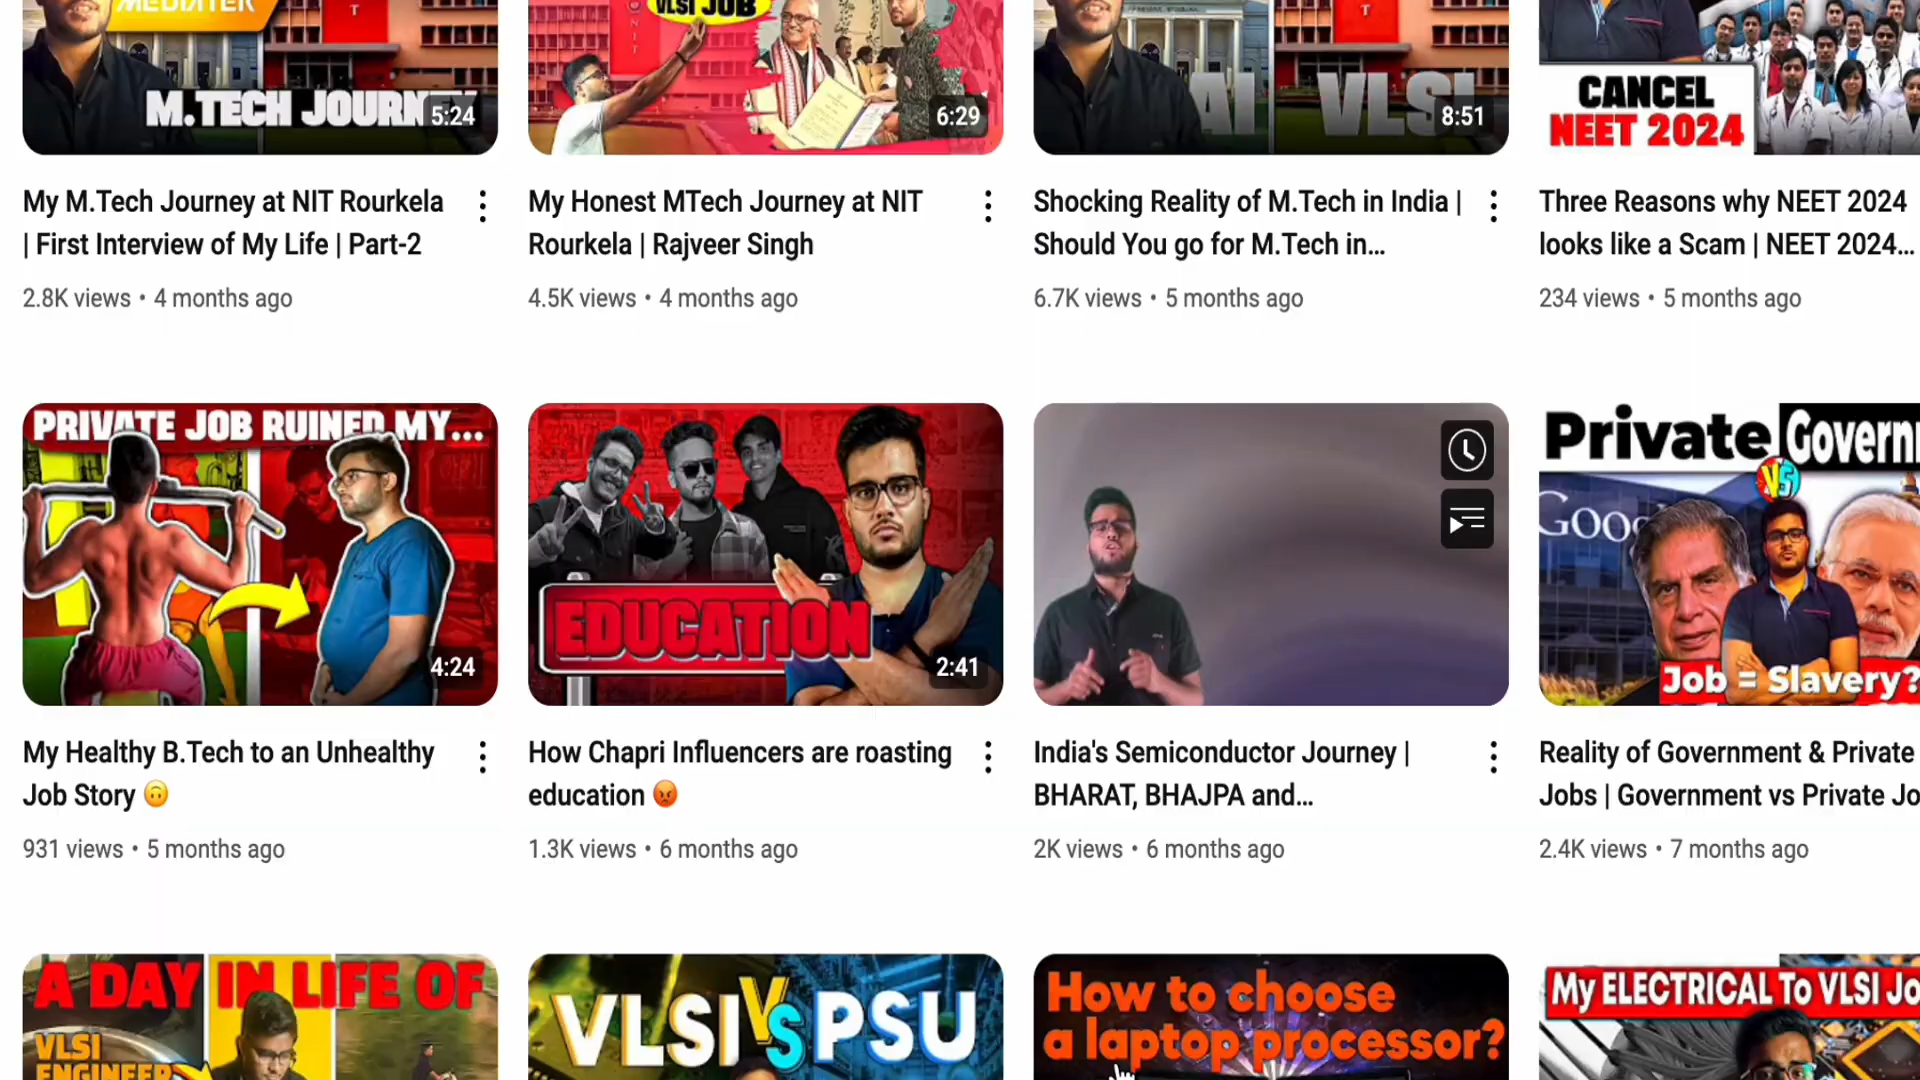 MEDIATEK
T
M.TECH JOURN
5:24
VLSI JOB
6:29
T
AI VLSI
8:51
CANCEL
NEET 2024
My M.Tech Journey at NIT Rourkela
| First Interview of My Life | Part-2
2.8K views • 4 months ago
My Honest MTech Journey at NIT
Rourkela | Rajveer Singh
4.5K views • 4 months ago
Shocking Reality of M.Tech in India |
Should You go for M.Tech in...
6.7K views • 5 months ago
Three Reasons why NEET 2024
looks like a Scam | NEET 2024...
234 views • 5 months ago
PRIVATE JOB RUINED MY...
4:24
EDUCATION
2:41
Private Governm
VS
Goog
Job = Slavery?
My Healthy B.Tech to an Unhealthy
Job Story 🙃
931 views • 5 months ago
How Chapri Influencers are roasting
education 😡
1.3K views • 6 months ago
India's Semiconductor Journey |
BHARAT, BHAJPA and...
2K views • 6 months ago
Reality of Government & Private
Jobs | Government vs Private Jo
2.4K views • 7 months ago
A DAY IN LIFE OF
VLSI
ENGINEER
VLSI VS PSU
How to choose
a laptop processor?
My ELECTRICAL To VLSI Jo